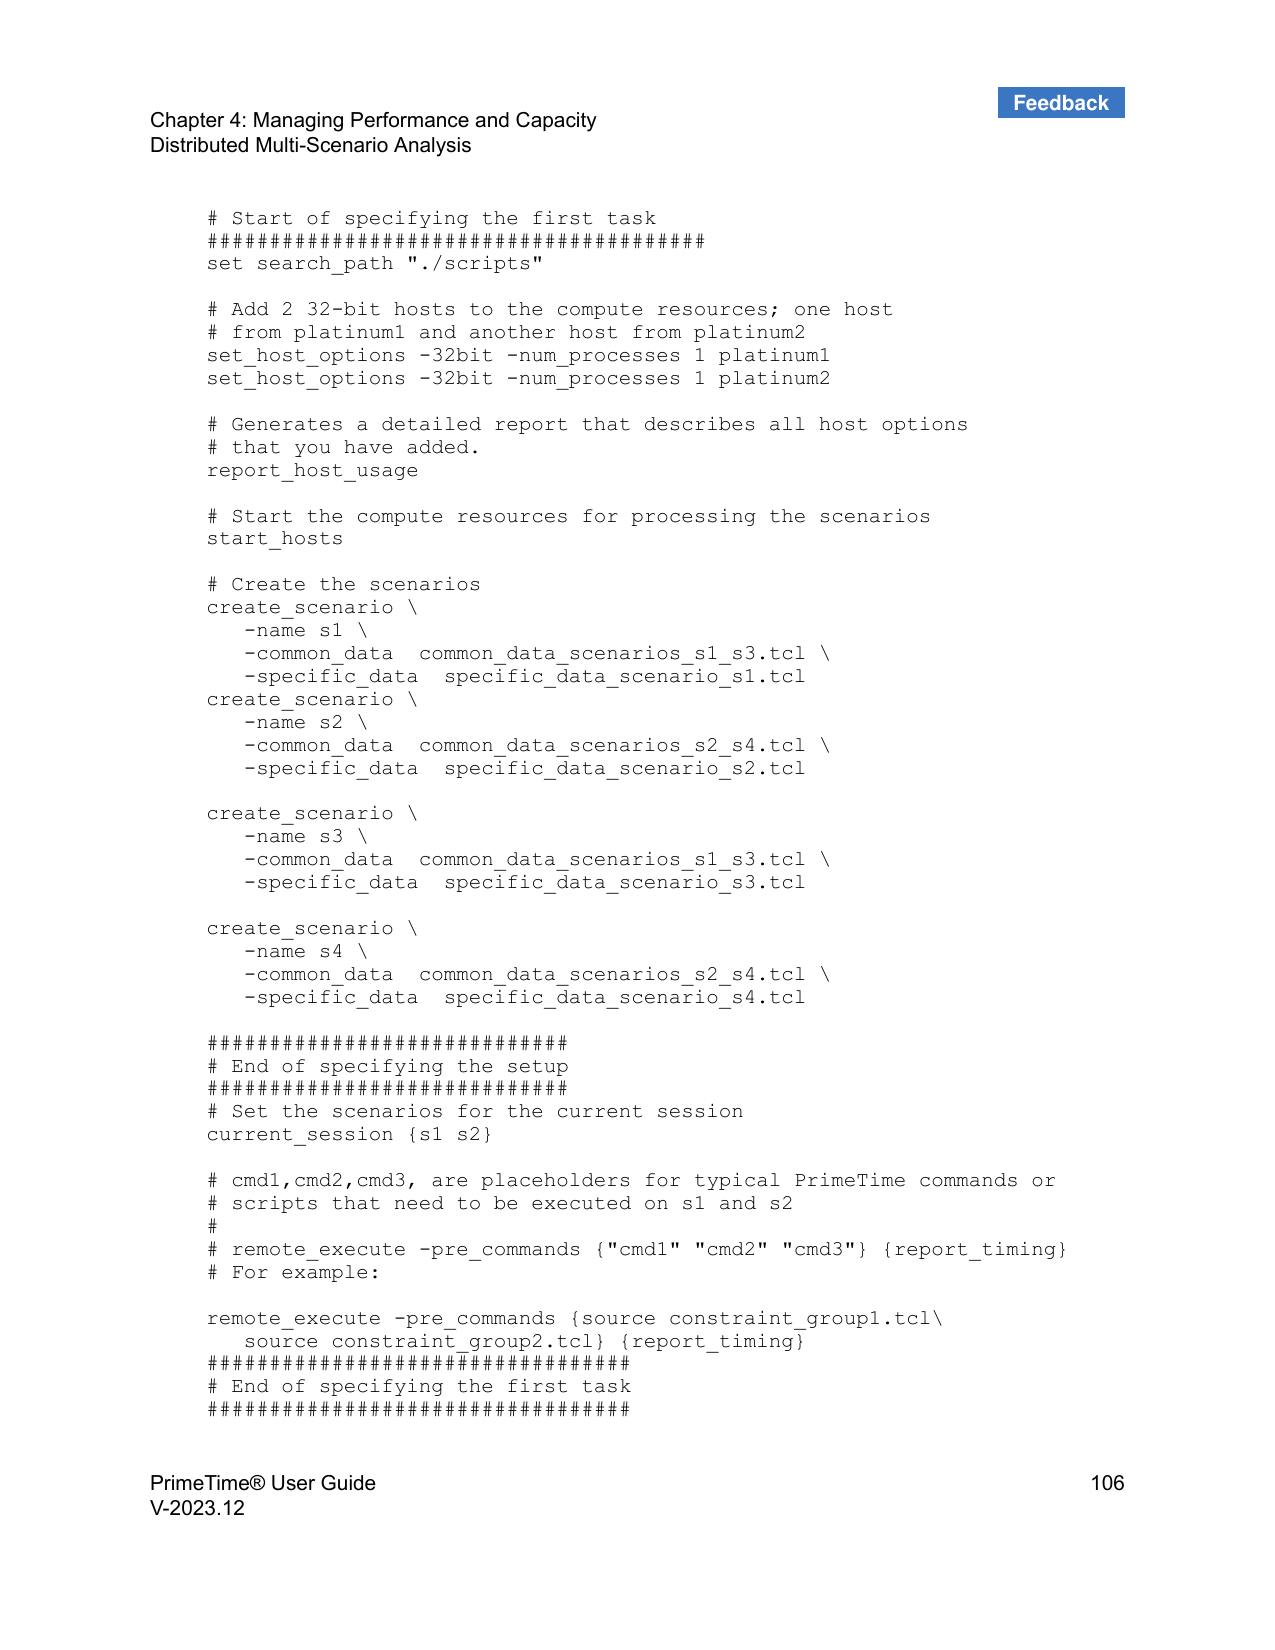 Feedback
Chapter 4: Managing Performance and Capacity
Distributed Multi-Scenario Analysis
# Start of specifying the first task
########################################
set search_path "./scripts"
# Add 2 32-bit hosts to the compute resources; one host
# from platinum1 and another host from platinum2
set_host_options -32bit -num_processes 1 platinum1
set_host_options -32bit -num_processes 1 platinum2
# Generates a detailed report that describes all host options
# that you have added.
report_host_usage
# Start the compute resources for processing the scenarios
start_hosts
# Create the scenarios
create_scenario \
   -name s1 \
   -common_data  common_data_scenarios_s1_s3.tcl \
   -specific_data  specific_data_scenario_s1.tcl
create_scenario \
   -name s2 \
   -common_data  common_data_scenarios_s2_s4.tcl \
   -specific_data  specific_data_scenario_s2.tcl
create_scenario \
   -name s3 \
   -common_data  common_data_scenarios_s1_s3.tcl \
   -specific_data  specific_data_scenario_s3.tcl
create_scenario \
   -name s4 \
   -common_data  common_data_scenarios_s2_s4.tcl \
   -specific_data  specific_data_scenario_s4.tcl
#############################
# End of specifying the setup
#############################
# Set the scenarios for the current session
current_session {s1 s2}
# cmd1,cmd2,cmd3, are placeholders for typical PrimeTime commands or
# scripts that need to be executed on s1 and s2
#
# remote_execute -pre_commands {"cmd1" "cmd2" "cmd3"} {report_timing}
# For example:
remote_execute -pre_commands {source constraint_group1.tcl\
   source constraint_group2.tcl} {report_timing}
##################################
# End of specifying the first task
##################################
PrimeTime® User Guide
V-2023.12
106